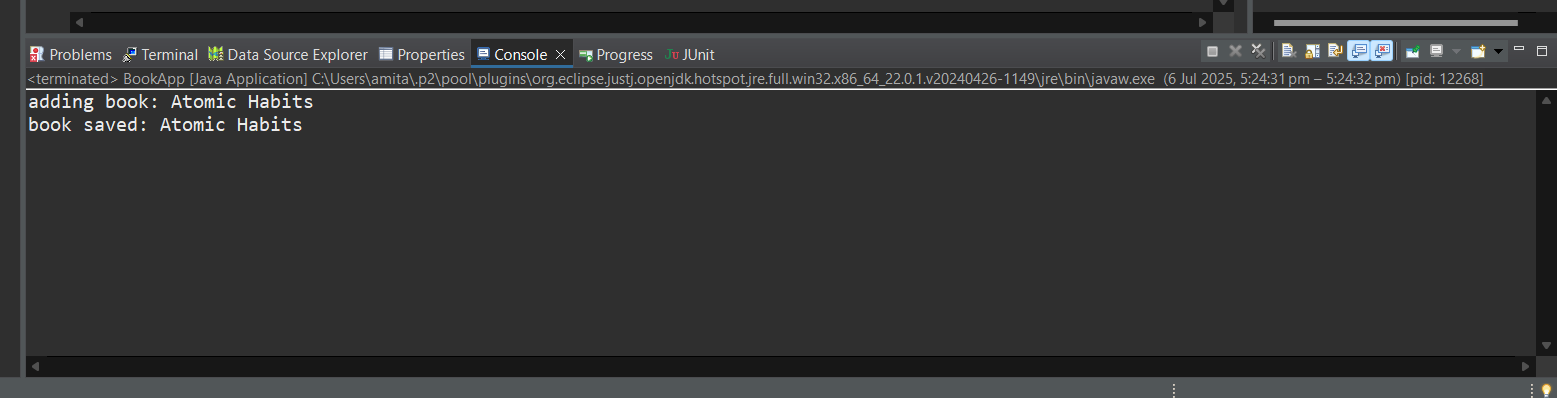 Problems Terminal Data Source Explorer Properties Console Progress JUnit
<terminated> BookApp [Java Application] C:\Users\amita\.p2\pool\plugins\org.eclipse.justj.openjdk.hotspot.jre.full.win32.x86_64_22.0.1.v20240426-1149\jre\bin\javaw.exe (6 Jul 2025, 5:24:31 pm – 5:24:32 pm) [pid: 12268]
adding book: Atomic Habits
book saved: Atomic Habits